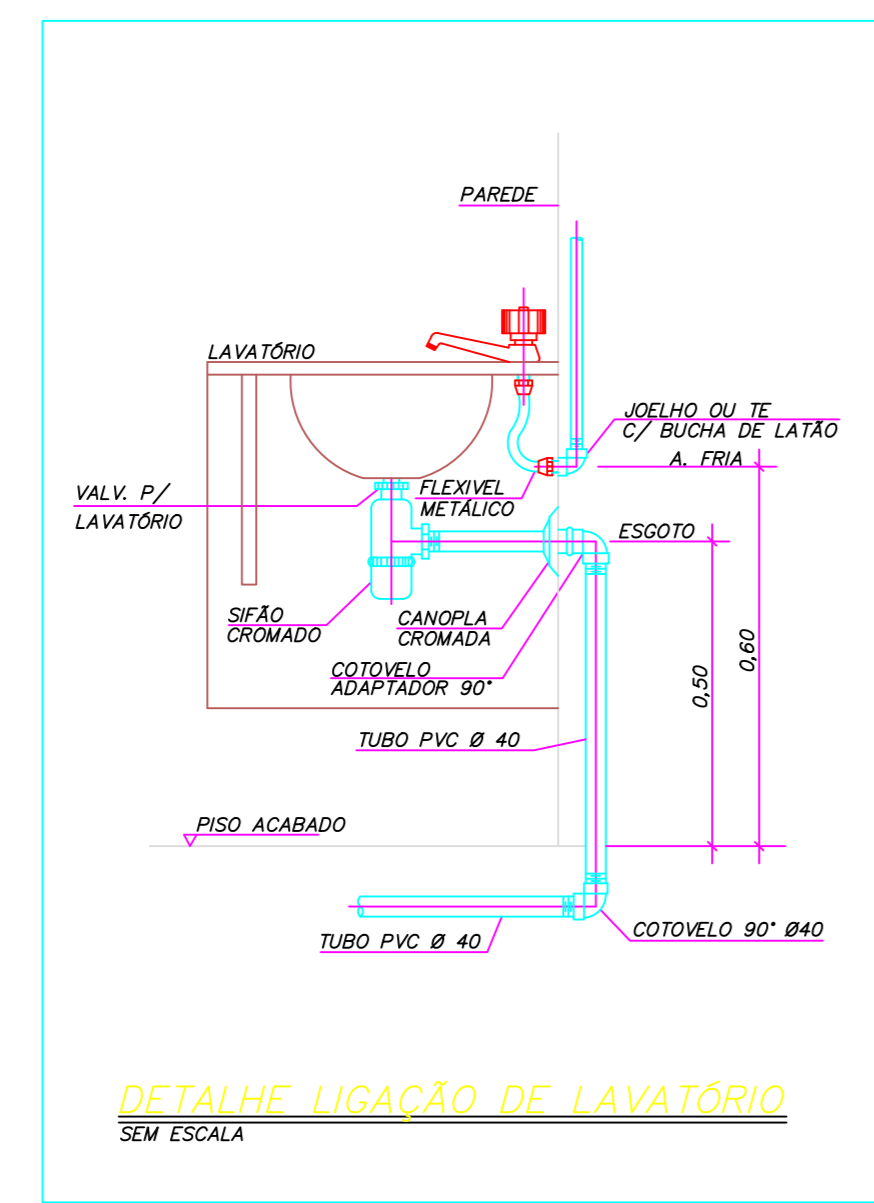 PAREDE
LAVATÓRIO
JOELHO OU TE
C/ BUCHA DE LATÃO
A. FRIA
VALV. P/
LAVATÓRIO
FLEXIVEL
METÁLICO
ESGOTO
SIFÃO
CROMADO
CANOPLA
CROMADA
COTOVELO
ADAPTADOR 90°
0,50
0,60
TUBO PVC Ø 40
PISO ACABADO
TUBO PVC Ø 40
COTOVELO 90° Ø40
DETALHE LIGAÇÃO DE LAVATÓRIO
SEM ESCALA